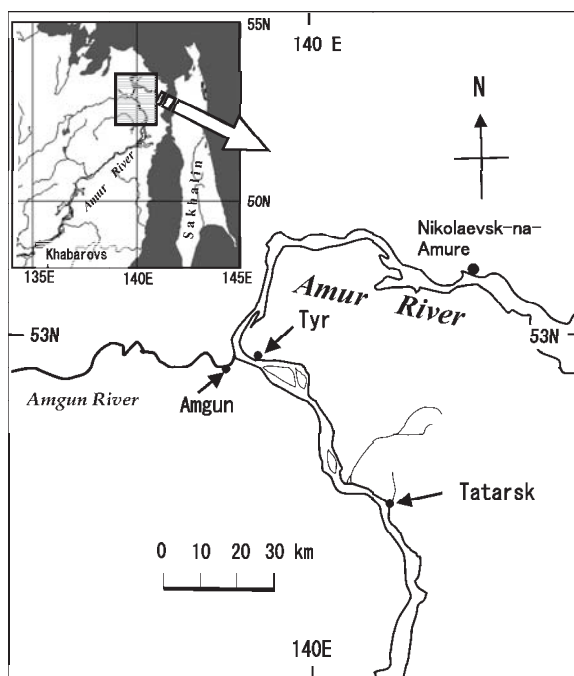 55N
140 E
N
Amur River
Sakhalin
50N
Khabarovs
135E
140E
145E
Nikolaevsk-na-
Amure
Amur River
53N
Tyr
53N
Amgun River
Amgun
Tatarsk
0 10 20 30 km
140E